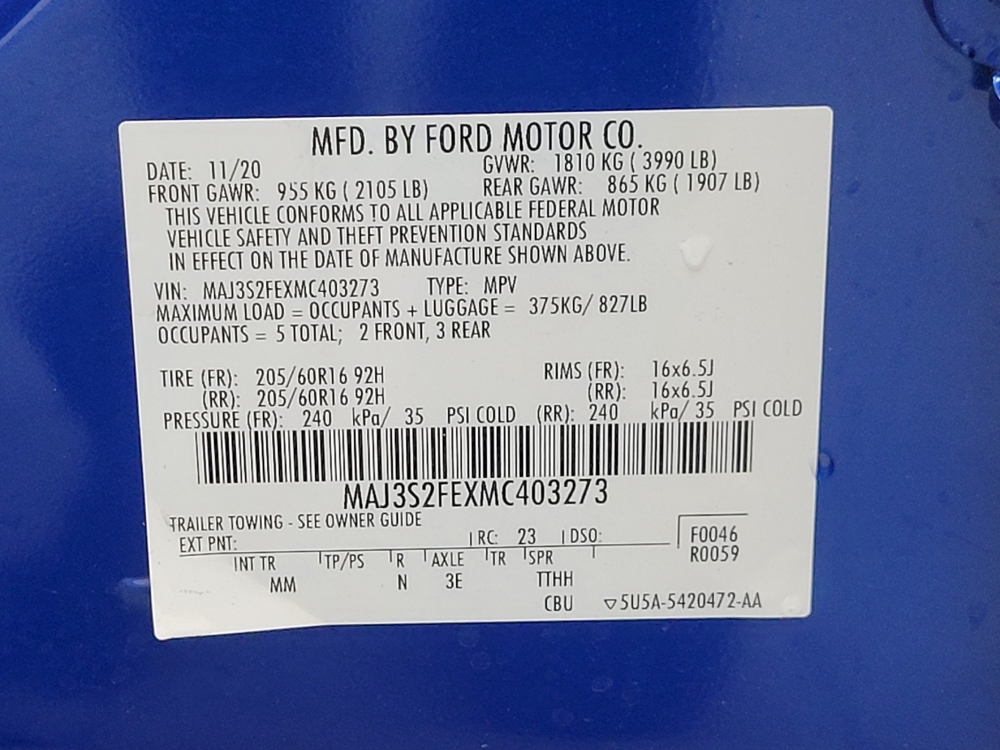 MFD. BY FORD MOTOR CO.
DATE: 11/20 GVWR: 1810 KG ( 3990 LB)
FRONT GAWR: 955 KG ( 2105 LB) REAR GAWR: 865 KG ( 1907 LB)
THIS VEHICLE CONFORMS TO ALL APPLICABLE FEDERAL MOTOR
VEHICLE SAFETY AND THEFT PREVENTION STANDARDS
IN EFFECT ON THE DATE OF MANUFACTURE SHOWN ABOVE.
VIN: MAJ3S2FEXMC403273 TYPE: MPV
MAXIMUM LOAD = OCCUPANTS + LUGGAGE = 375KG/ 827LB
OCCUPANTS = 5 TOTAL; 2 FRONT, 3 REAR
TIRE (FR): 205/60R16 92H RIMS (FR): 16x6.5J
(RR): 205/60R16 92H (RR): 16x6.5J
PRESSURE (FR): 240 kPa/ 35 PSI COLD (RR): 240 kPa/ 35 PSI COLD
MAJ3S2FEXMC403273
TRAILER TOWING - SEE OWNER GUIDE
EXT PNT: RC: 23 DSO: F0046
R0059
INT TR TP/PS R AXLE TR SPR
MM N 3E TTHH
CBU ▽5U5A-5420472-AA